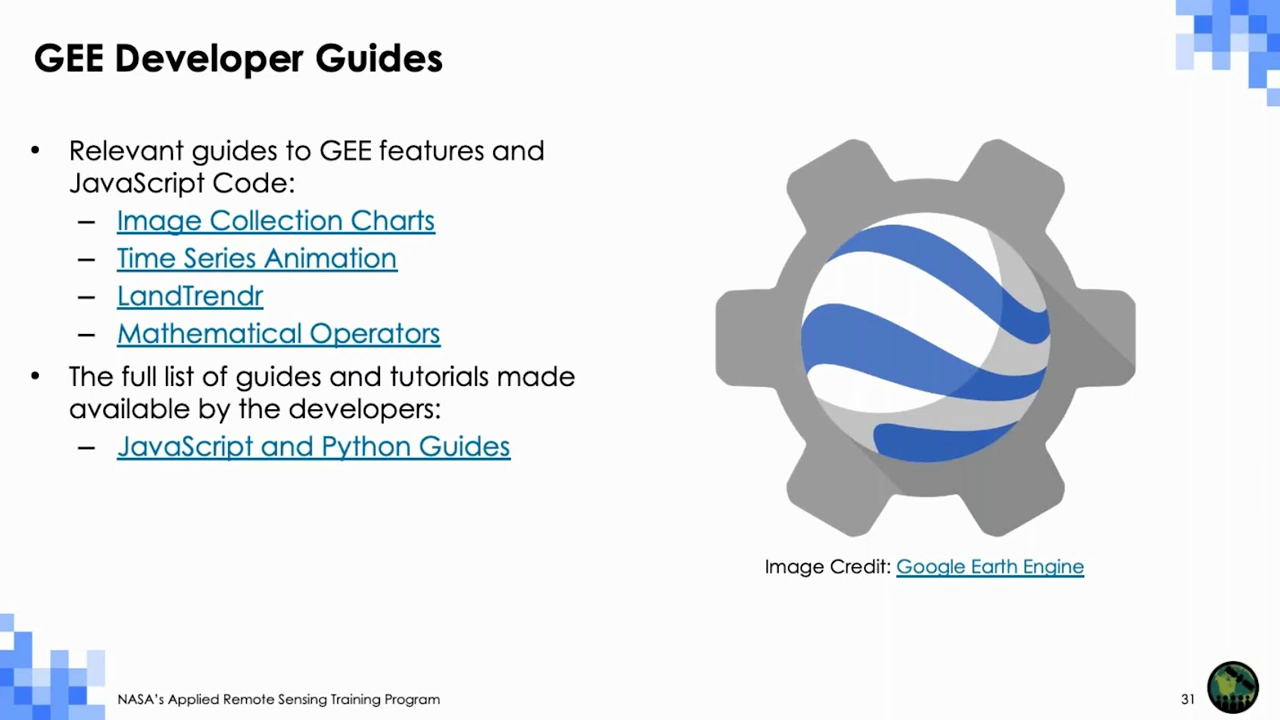 GEE Developer Guides
• Relevant guides to GEE features and
JavaScript Code:
– Image Collection Charts
– Time Series Animation
– LandTrendr
– Mathematical Operators
• The full list of guides and tutorials made
available by the developers:
– JavaScript and Python Guides
Image Credit: Google Earth Engine
NASA's Applied Remote Sensing Training Program
31